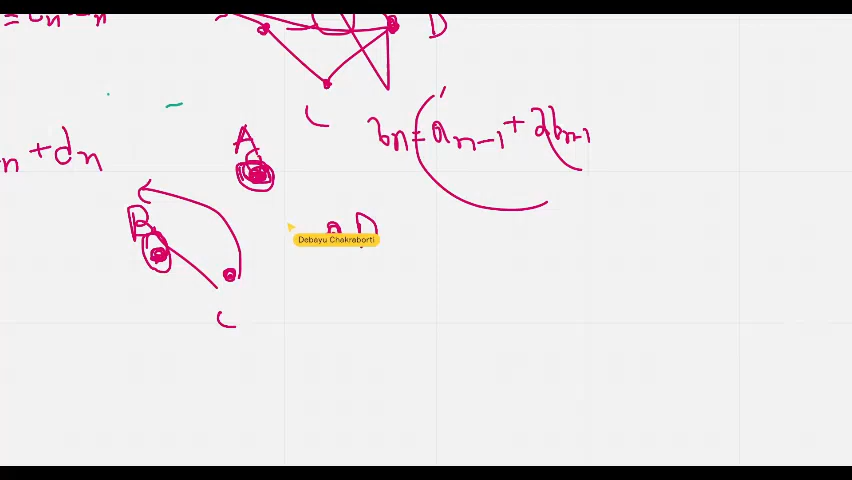 = n n
D
C
bn = an-1 + 2bn-1
A
n + dn
B
D
Debayu Chakraborti
C